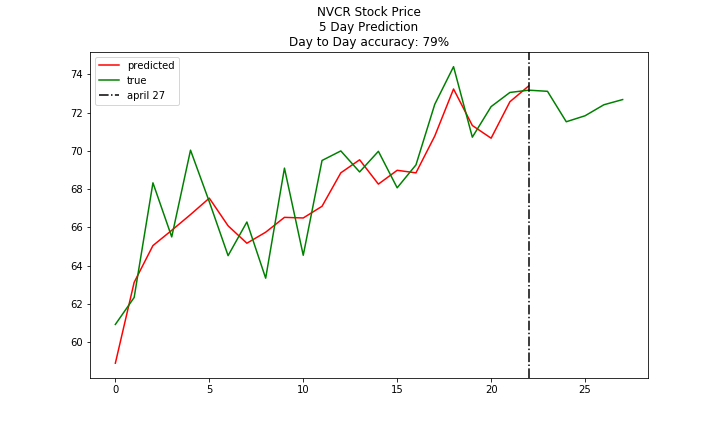 NVCR Stock Price
5 Day Prediction
Day to Day accuracy: 79%
predicted
true
april 27
74
72
70
68
66
64
62
60
0
5
10
15
20
25